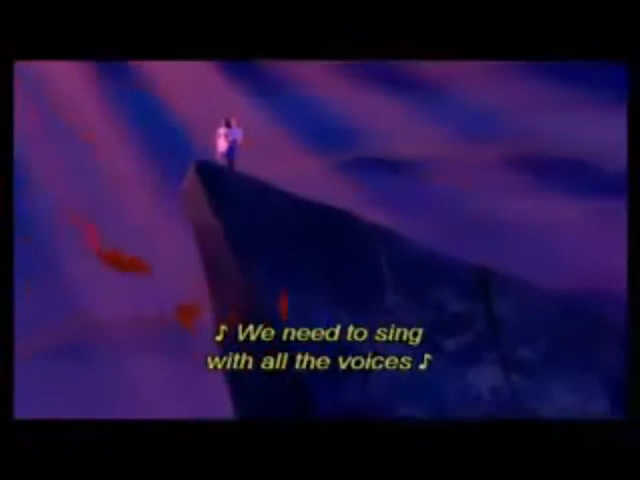 ♪ We need to sing
with all the voices ♪